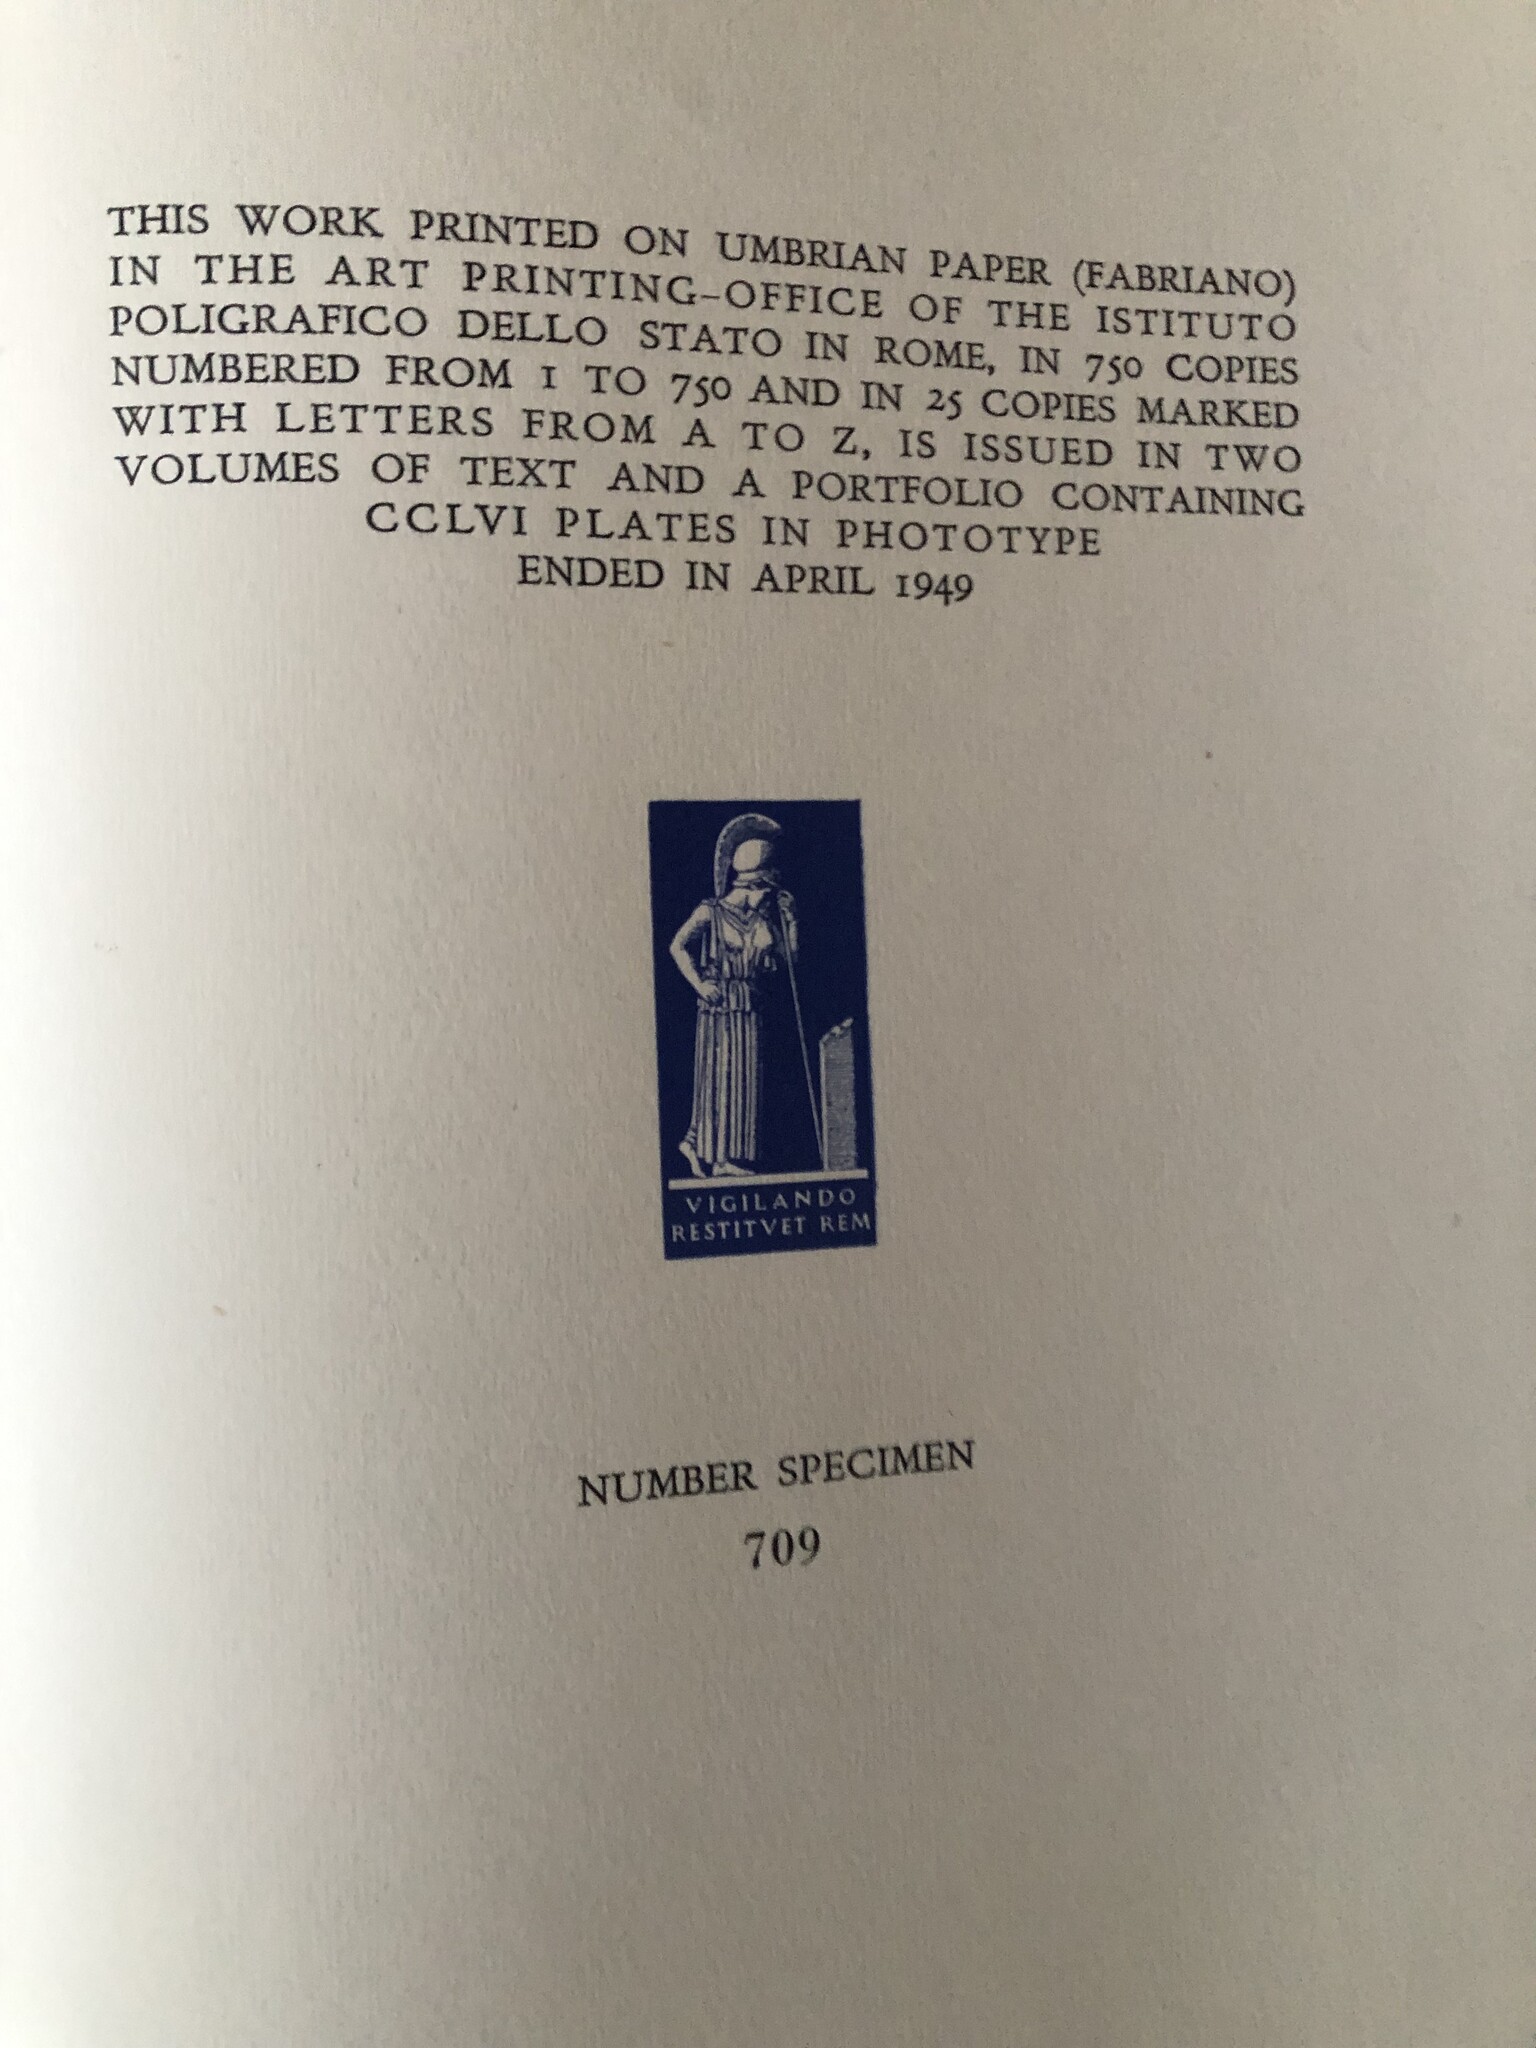 THIS WORK PRINTED ON UMBRIAN PAPER (FABRIANO)
IN THE ART PRINTING-OFFICE OF THE ISTITUTO
POLIGRAFICO DELLO STATO IN ROME, IN 750 COPIES
NUMBERED FROM 1 TO 750 AND IN 25 COPIES MARKED
WITH LETTERS FROM A TO Z, IS ISSUED IN TWO
VOLUMES OF TEXT AND A PORTFOLIO CONTAINING
CCLVI PLATES IN PHOTOTYPE
ENDED IN APRIL 1949
VIGILANDO
RESTITVET REM
NUMBER SPECIMEN
709